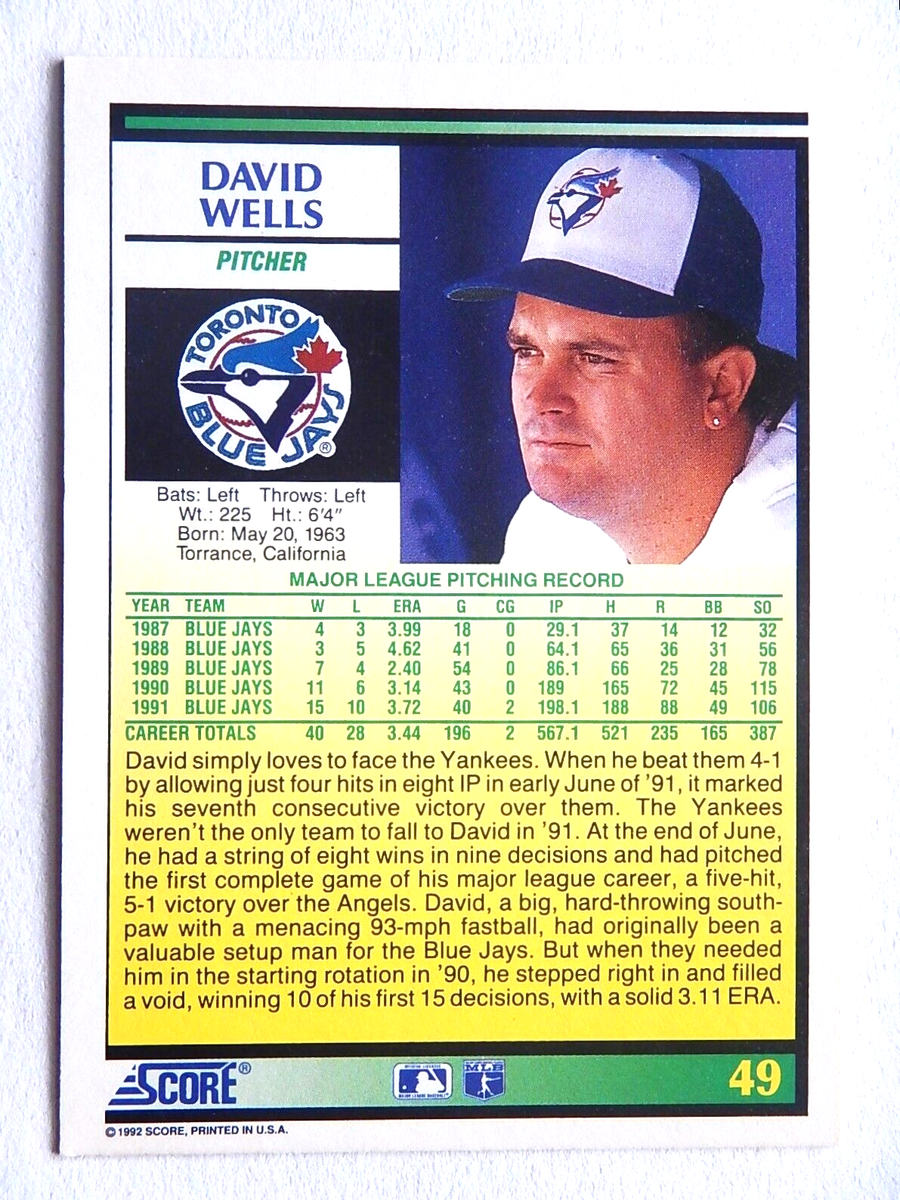 DAVID
WELLS
PITCHER
TORONTO
BLUE JAYS
®
Bats: Left Throws: Left
Wt.: 225 Ht.: 6'4"
Born: May 20, 1963
Torrance, California
MAJOR LEAGUE PITCHING RECORD
YEAR TEAM W L ERA G CG IP H R BB SO
1987 BLUE JAYS 4 3 3.99 18 0 29.1 37 14 12 32
1988 BLUE JAYS 3 5 4.62 41 0 64.1 65 36 31 56
1989 BLUE JAYS 7 4 2.40 54 0 86.1 66 25 28 78
1990 BLUE JAYS 11 6 3.14 43 0 189 165 72 45 115
1991 BLUE JAYS 15 10 3.72 40 2 198.1 188 88 49 106
CAREER TOTALS 40 28 3.44 196 2 567.1 521 235 165 387
David simply loves to face the Yankees. When he beat them 4-1
by allowing just four hits in eight IP in early June of '91, it marked
his seventh consecutive victory over them. The Yankees
weren't the only team to fall to David in '91. At the end of June,
he had a string of eight wins in nine decisions and had pitched
the first complete game of his major league career, a five-hit,
5-1 victory over the Angels. David, a big, hard-throwing south-
paw with a menacing 93-mph fastball, had originally been a
valuable setup man for the Blue Jays. But when they needed
him in the starting rotation in '90, he stepped right in and filled
a void, winning 10 of his first 15 decisions, with a solid 3.11 ERA.
SCORE®
MLB
49
©1992 SCORE, PRINTED IN U.S.A.